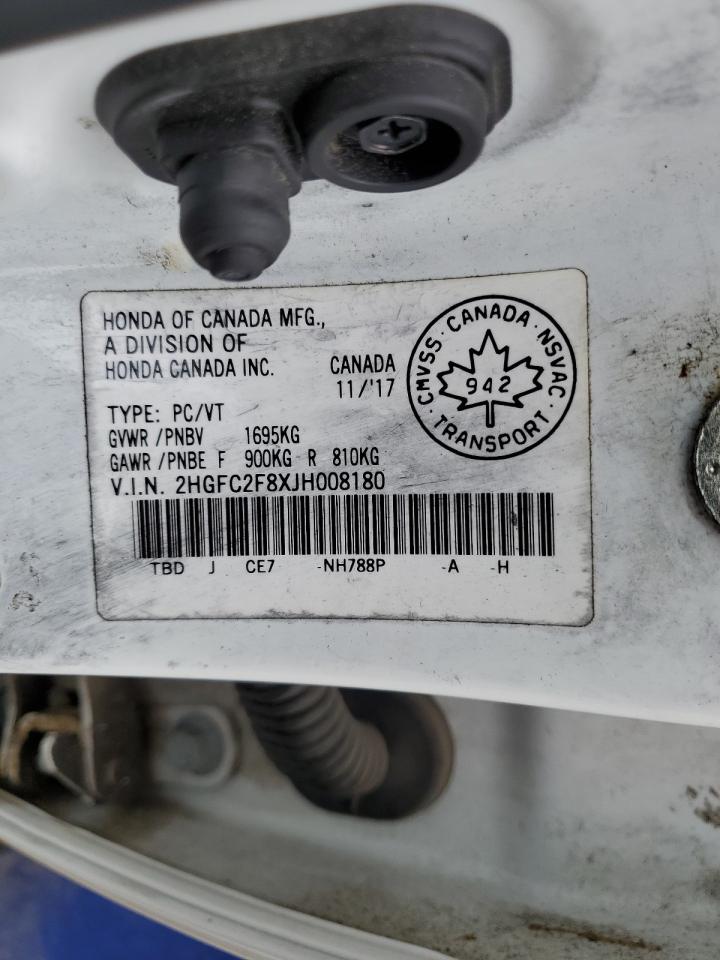 HONDA OF CANADA MFG.,
A DIVISION OF
HONDA CANADA INC. CANADA
11/'17
CMVSS · CANADA · NSVAC
942
· TRANSPORT ·
TYPE: PC/VT
GVWR /PNBV 1695KG
GAWR /PNBE F 900KG R 810KG
V.I.N. 2HGFC2F8XJH008180
TBD J CE7 -NH788P -A -H